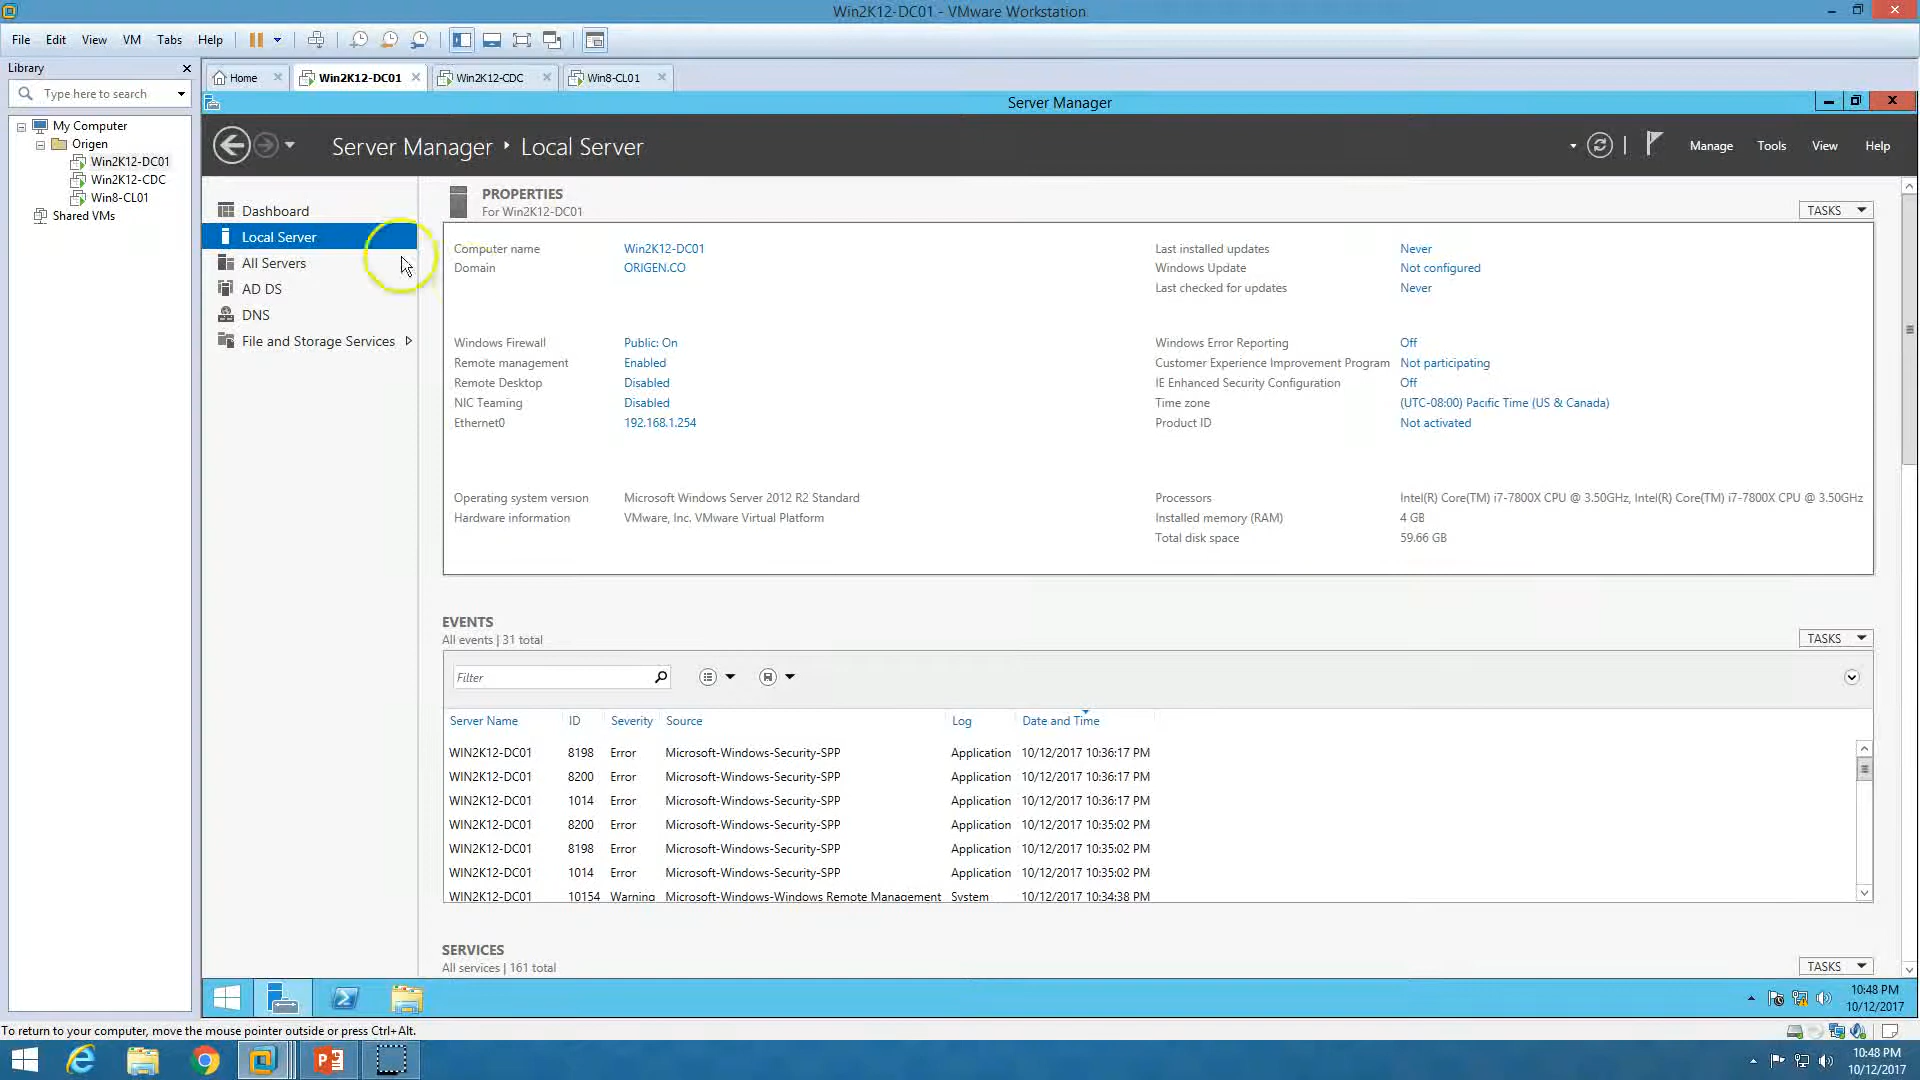 Win2K12-DC01 - VMware Workstation
File Edit View VM Tabs Help
Library
Type here to search
My Computer
Origen
Win2K12-DC01
Win2K12-CDC
Win8-CL01
Shared VMs
Home Win2K12-DC01 Win2K12-CDC Win8-CL01
Server Manager
Server Manager Local Server
Manage Tools View Help
Dashboard
Local Server
All Servers
AD DS
DNS
File and Storage Services
PROPERTIES
For Win2K12-DC01
TASKS
Computer name Win2K12-DC01
Domain ORIGEN.CO
Last installed updates Never
Windows Update Not configured
Last checked for updates Never
Windows Firewall Public: On
Remote management Enabled
Remote Desktop Disabled
NIC Teaming Disabled
Ethernet0 192.168.1.254
Windows Error Reporting Off
Customer Experience Improvement Program Not participating
IE Enhanced Security Configuration Off
Time zone (UTC-08:00) Pacific Time (US & Canada)
Product ID Not activated
Operating system version Microsoft Windows Server 2012 R2 Standard
Hardware information VMware, Inc. VMware Virtual Platform
Processors Intel(R) Core(TM) i7-7800X CPU @ 3.50GHz, Intel(R) Core(TM) i7-7800X CPU @ 3.50GHz
Installed memory (RAM) 4 GB
Total disk space 59.66 GB
EVENTS
All events | 31 total
TASKS
Filter
Server Name ID Severity Source Log Date and Time
WIN2K12-DC01 8198 Error Microsoft-Windows-Security-SPP Application 10/12/2017 10:36:17 PM
WIN2K12-DC01 8200 Error Microsoft-Windows-Security-SPP Application 10/12/2017 10:36:17 PM
WIN2K12-DC01 1014 Error Microsoft-Windows-Security-SPP Application 10/12/2017 10:36:17 PM
WIN2K12-DC01 8200 Error Microsoft-Windows-Security-SPP Application 10/12/2017 10:35:02 PM
WIN2K12-DC01 8198 Error Microsoft-Windows-Security-SPP Application 10/12/2017 10:35:02 PM
WIN2K12-DC01 1014 Error Microsoft-Windows-Security-SPP Application 10/12/2017 10:35:02 PM
WIN2K12-DC01 10154 Warning Microsoft-Windows-Windows Remote Management System 10/12/2017 10:34:38 PM
SERVICES
All services | 161 total
TASKS
10:48 PM
10/12/2017
To return to your computer, move the mouse pointer outside or press Ctrl+Alt.
10:48 PM
10/12/2017